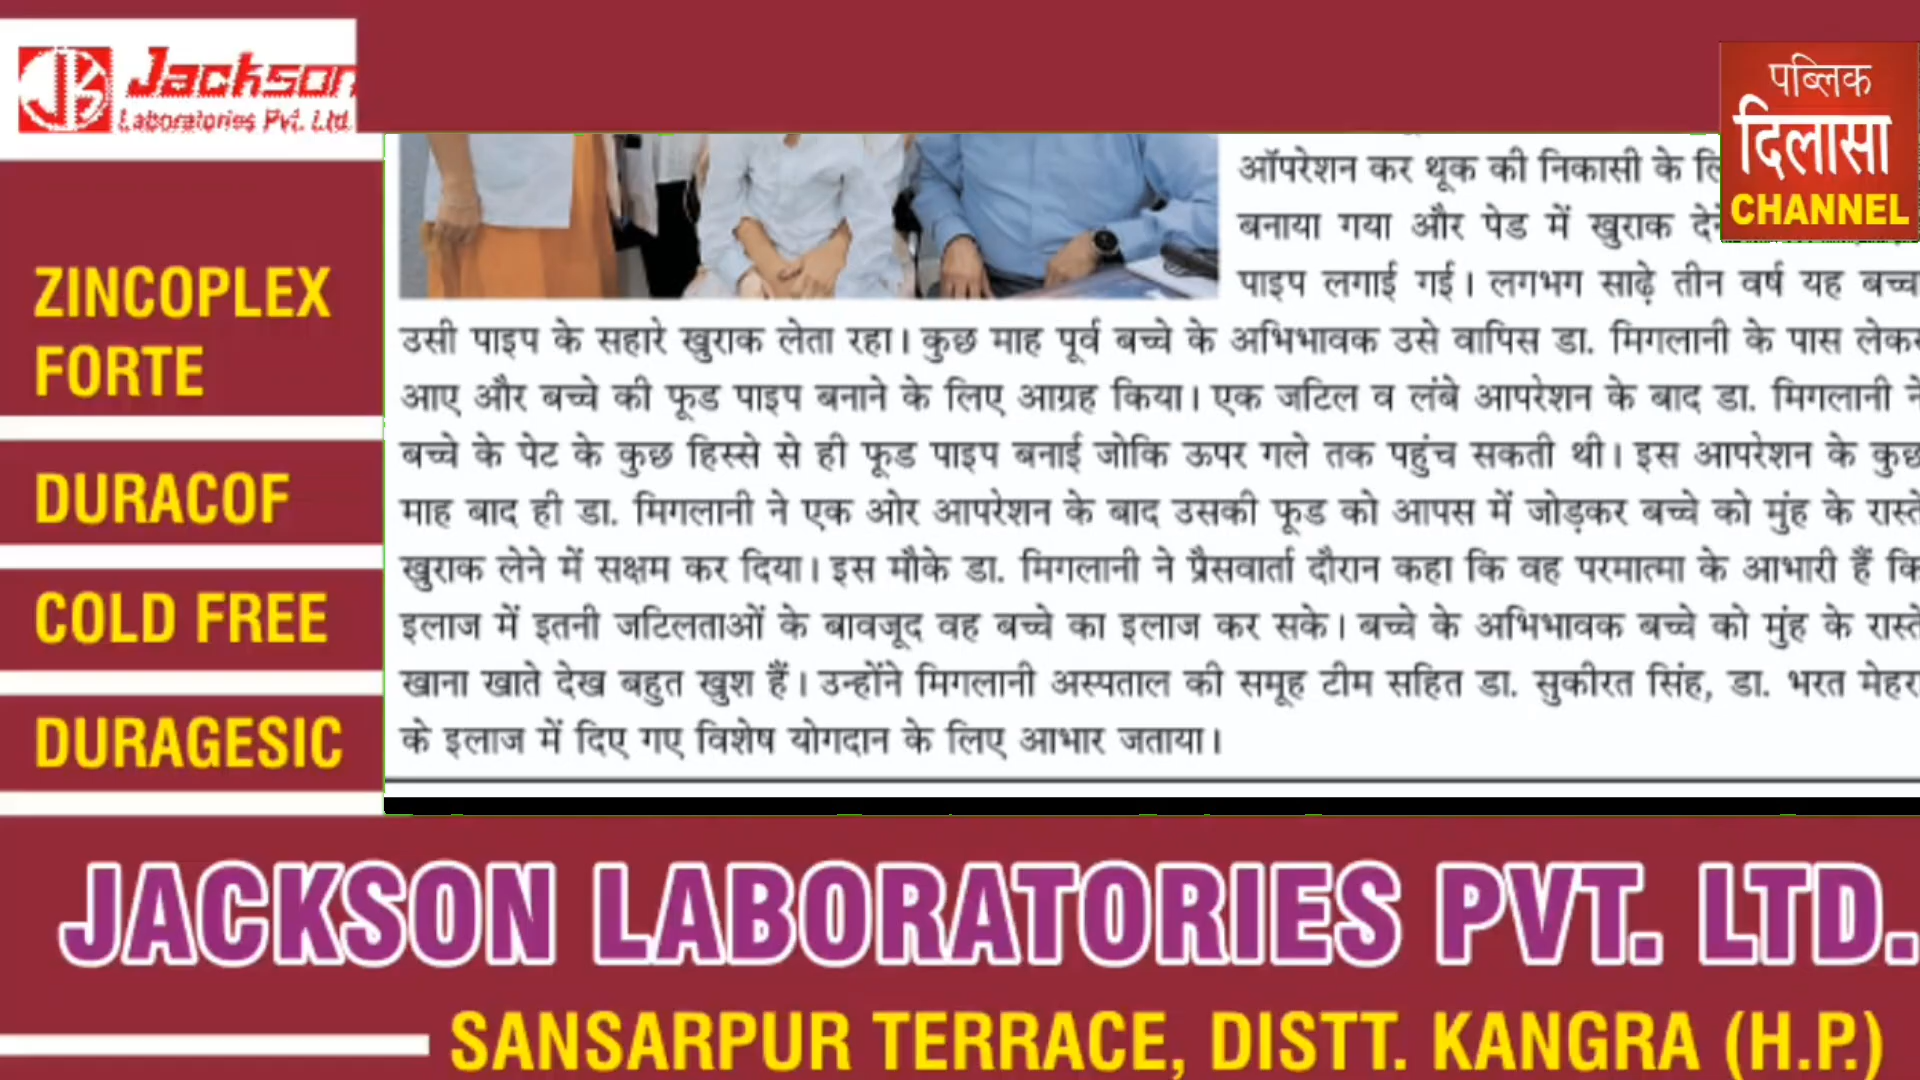 Jackson
Laboratories Pvt. Ltd.
पब्लिक
दिलासा
CHANNEL
ZINCOPLEX
FORTE
DURACOF
COLD FREE
DURAGESIC
ऑपरेशन कर थूक की निकासी के
बनाया गया और पेड में खुराक
पाइप लगाई गई। लगभग साढ़े तीन वर्ष यह बच्चा
उसी पाइप के सहारे खुराक लेता रहा। कुछ माह पूर्व बच्चे के अभिभावक उसे वापिस डा. मिगलानी के पास लेकर
आए और बच्चे की फूड पाइप बनाने के लिए आग्रह किया। एक जटिल व लंबे आपरेशन के बाद डा. मिगलानी ने
बच्चे के पेट के कुछ हिस्से से ही फूड पाइप बनाई जोकि ऊपर गले तक पहुंच सकती थी। इस आपरेशन के कुछ
माह बाद ही डा. मिगलानी ने एक ओर आपरेशन के बाद उसकी फूड को आपस में जोड़कर बच्चे को मुंह के रास्ते
खुराक लेने में सक्षम कर दिया। इस मौके डा. मिगलानी ने प्रैसवार्ता दौरान कहा कि वह परमात्मा के आभारी हैं कि
इलाज में इतनी जटिलताओं के बावजूद वह बच्चे का इलाज कर सके। बच्चे के अभिभावक बच्चे को मुंह के रास्ते
खाना खाते देख बहुत खुश हैं। उन्होंने मिगलानी अस्पताल की समूह टीम सहित डा. सुकीरत सिंह, डा. भरत मेहरा
के इलाज में दिए गए विशेष योगदान के लिए आभार जताया।
JACKSON LABORATORIES PVT. LTD.
SANSARPUR TERRACE, DISTT. KANGRA (H.P.)